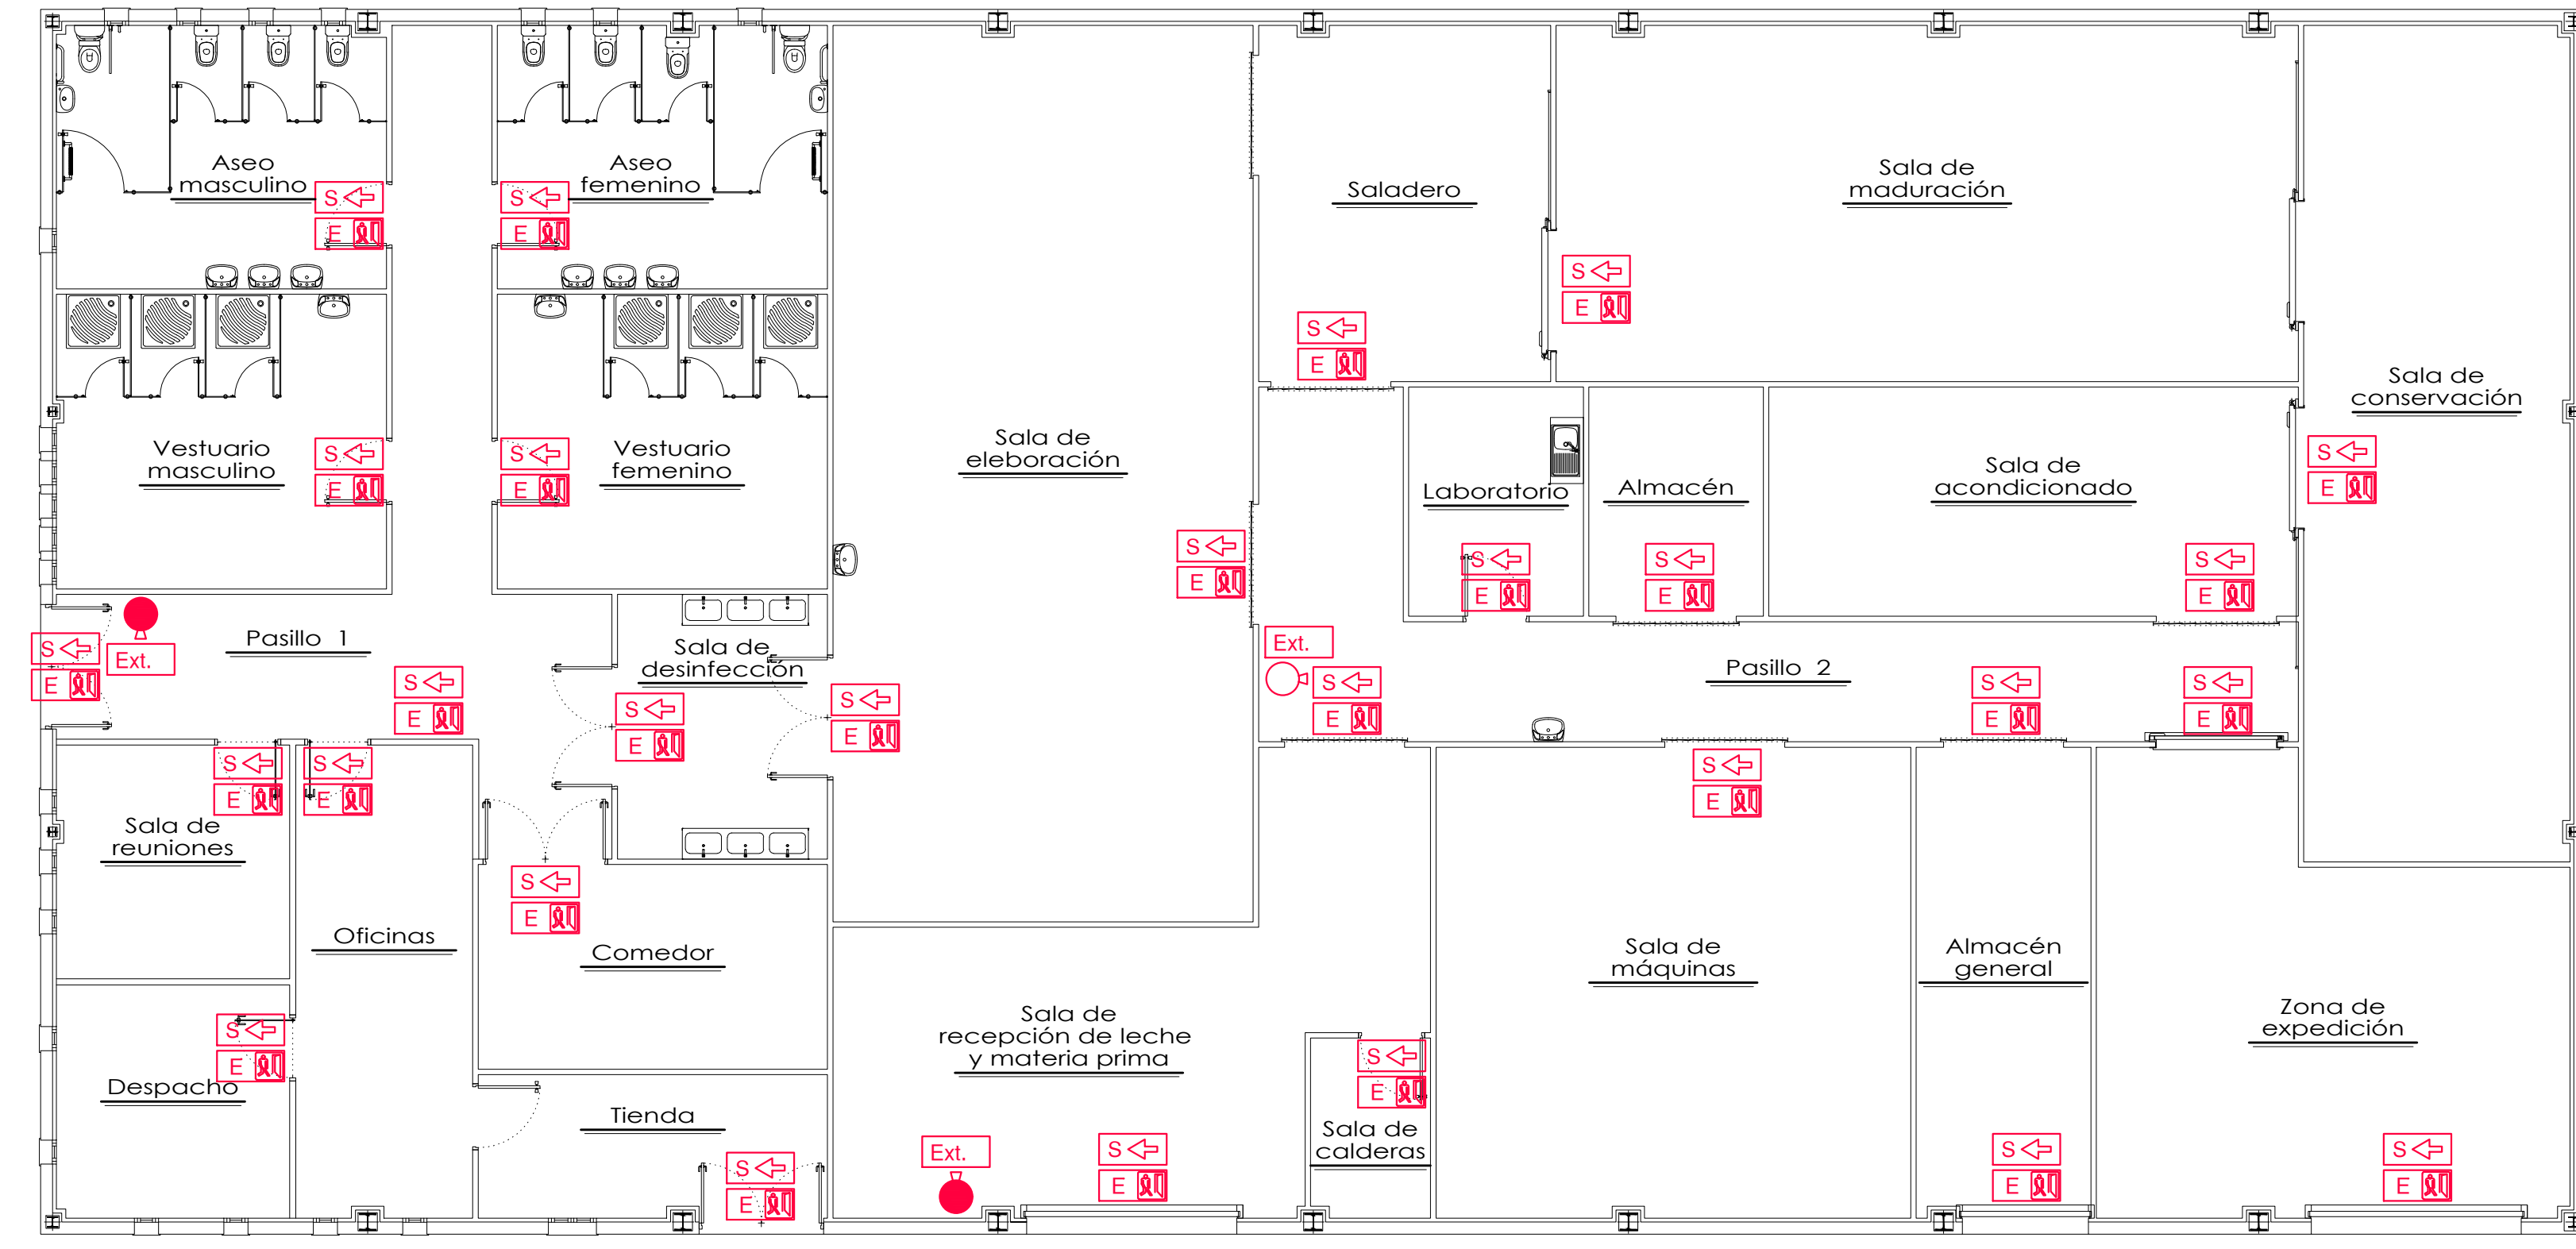 Aseo
masculino
S
E
Aseo
femenino
S
E
Saladero
S
E
Sala de
maduración
S
E
Sala de
conservación
S
E
Vestuario
masculino
S
E
Vestuario
femenino
S
E
Sala de
eleboración
S
E
Laboratorio
S
E
Almacén
S
E
Sala de
acondicionado
S
E
S
E
Ext.
Pasillo 1
S
E
Sala de
desinfección
S
E
S
E
Ext.
S
E
Pasillo 2
S
E
S
E
Sala de
reuniones
S
E
Oficinas
S
E
Comedor
S
E
Despacho
S
E
Tienda
S
E
Sala de
recepción de leche
y materia prima
Ext.
S
E
Sala de
calderas
S
E
Sala de
máquinas
S
E
Almacén
general
S
E
Zona de
expedición
S
E